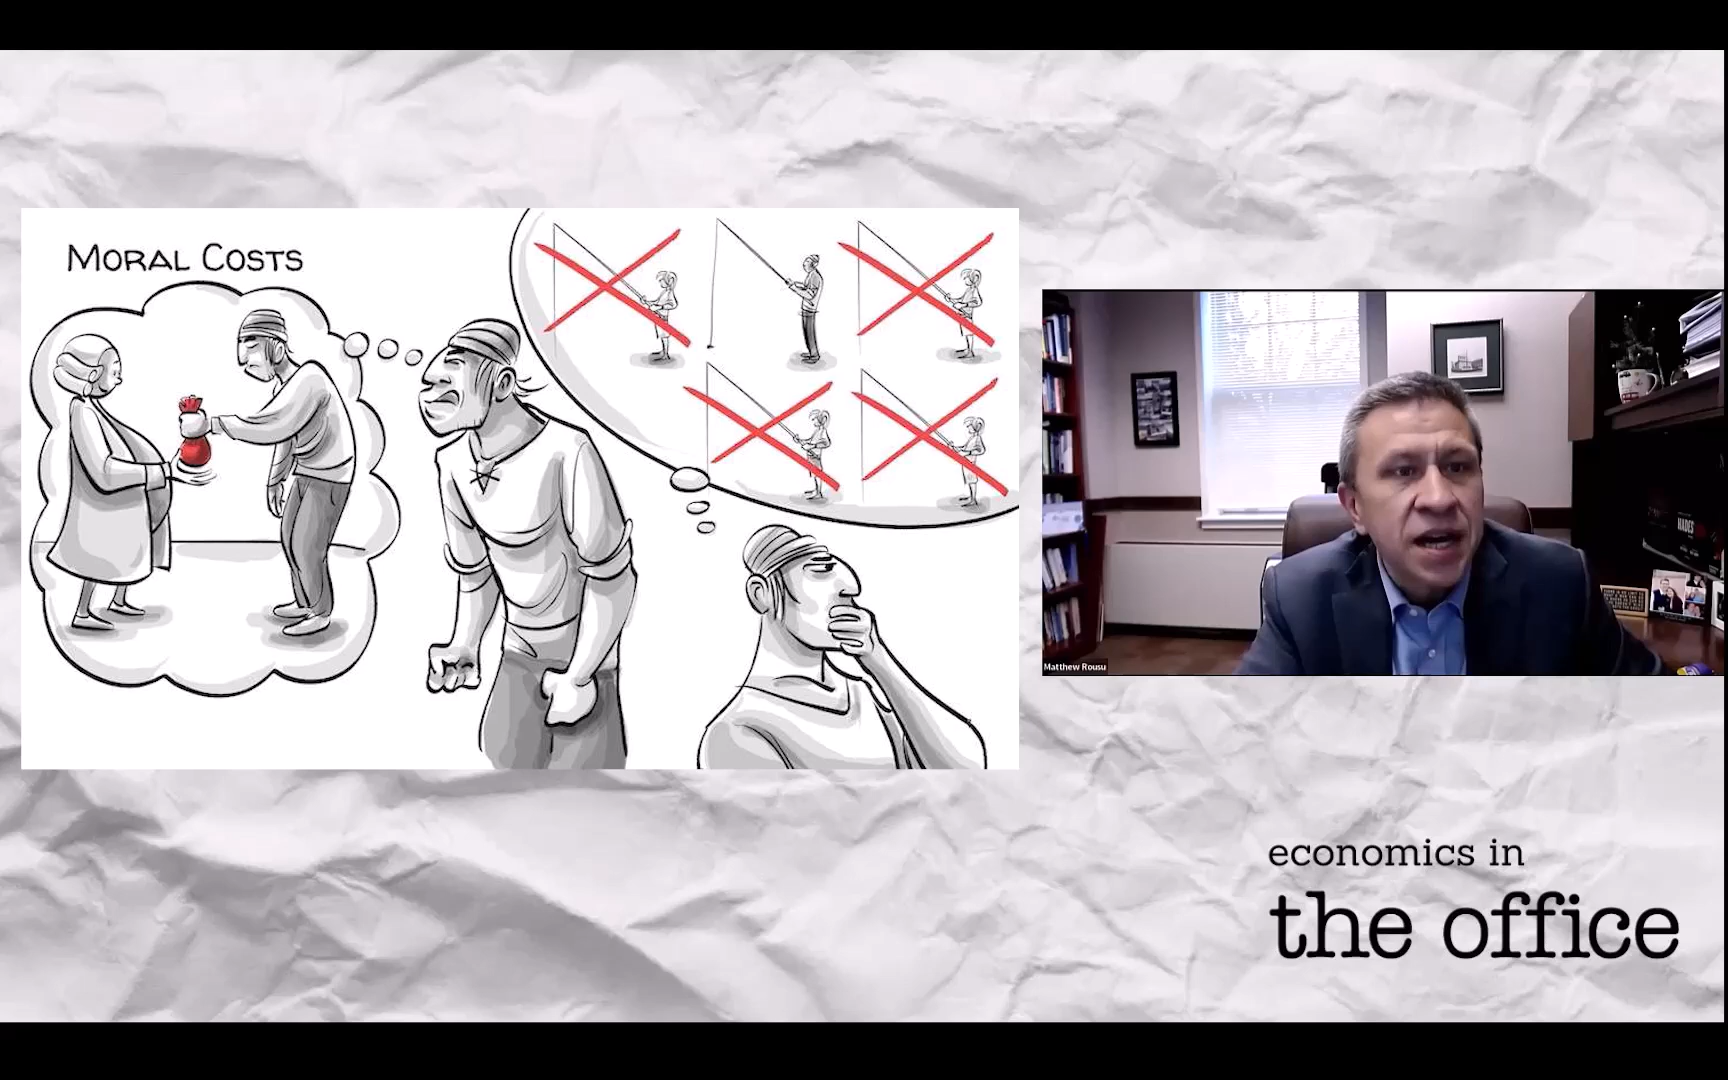 MORAL COSTS
Matthew Rousu
economics in
the office